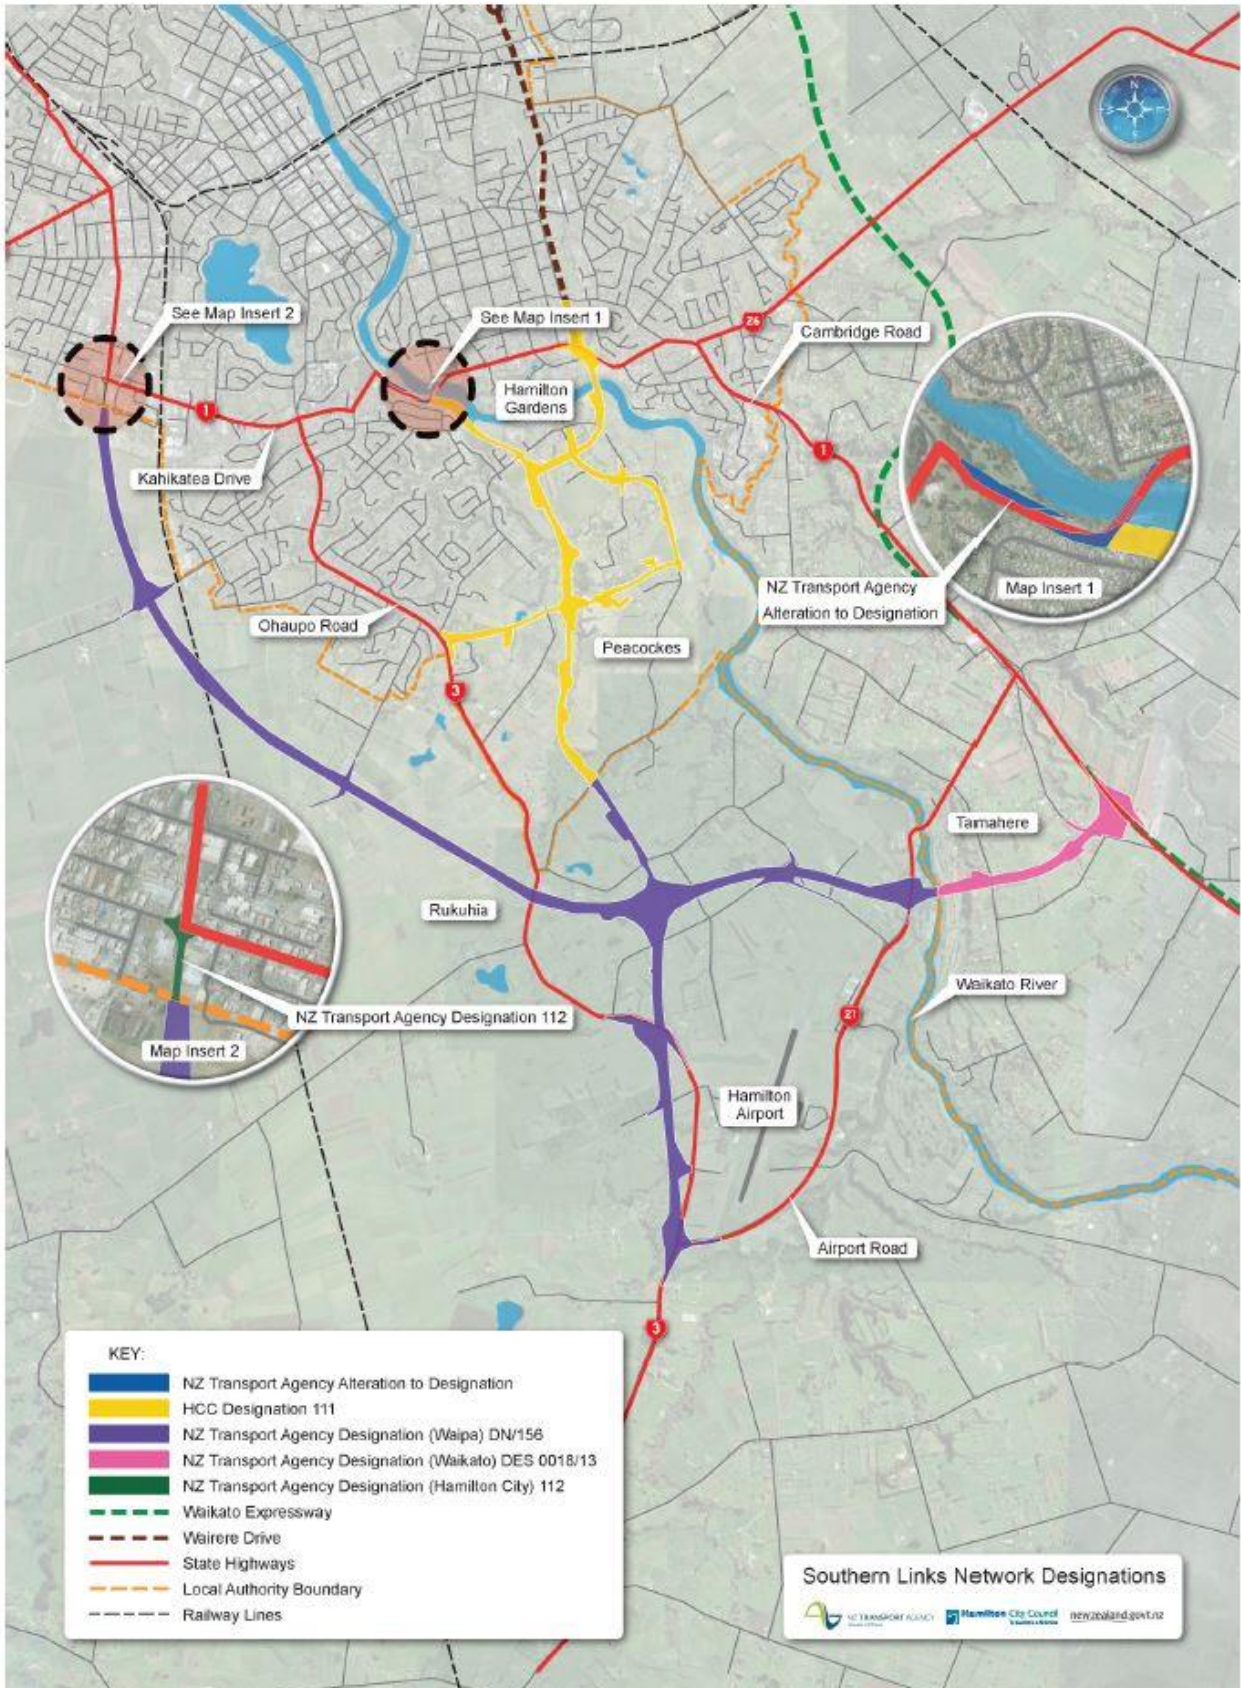 N
W
E
S
See Map Insert 2
See Map Insert 1
26
Cambridge Road
Hamilton
Gardens
1
1
Kahikatea Drive
NZ Transport Agency
Alteration to Designation
Map Insert 1
Ohaupo Road
Peacockes
3
Tamahere
Rukuhia
Waikato River
NZ Transport Agency Designation 112
21
Map Insert 2
Hamilton
Airport
Airport Road
3
KEY:
NZ Transport Agency Alteration to Designation
HCC Designation 111
NZ Transport Agency Designation (Waipa) DN/156
NZ Transport Agency Designation (Waikato) DES 0018/13
NZ Transport Agency Designation (Hamilton City) 112
Waikato Expressway
Wairere Drive
State Highways
Local Authority Boundary
Railway Lines
Southern Links Network Designations
NZ TRANSPORT AGENCY
Hamilton City Council
newzealand.govt.nz